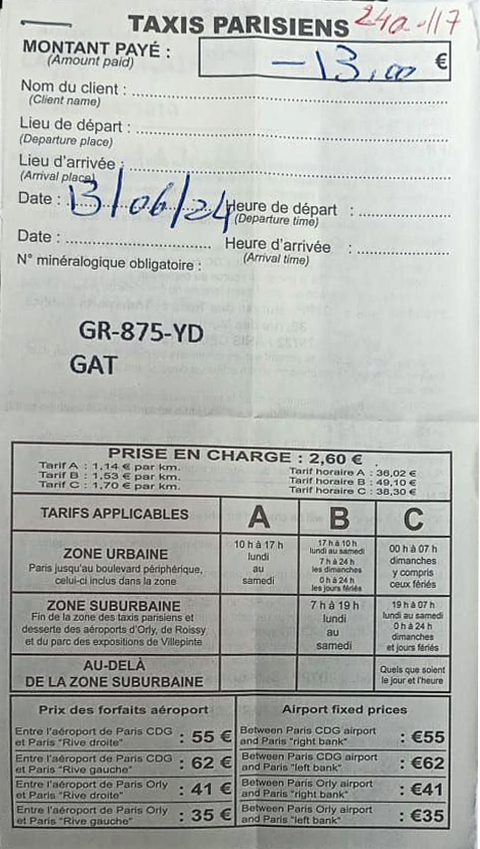 TAXIS PARISIENS 240-117
MONTANT PAYÉ : -13,00 €
(Amount paid)
Nom du client :
(Client name)
Lieu de départ :
(Departure place)
Lieu d'arrivée :
(Arrival place)
Date : 13/06/24 Heure de départ :
(Departure time)
Date : Heure d'arrivée :
(Arrival time)
N° minéralogique obligatoire :
GR-875-YD
GAT
PRISE EN CHARGE : 2,60 €
Tarif A : 1,14 € par km. Tarif horaire A : 36,02 €
Tarif B : 1,53 € par km. Tarif horaire B : 49,10 €
Tarif C : 1,70 € par km. Tarif horaire C : 38,30 €
TARIFS APPLICABLES A B C
ZONE URBAINE
Paris jusqu'au boulevard périphérique,
celui-ci inclus dans la zone
10 h à 17 h
lundi
au
samedi
17 h à 10 h
lundi au samedi
7 h à 24 h
les dimanches
0 h à 24 h
les jours fériés
00 h à 07 h
dimanches
y compris
ceux fériés
ZONE SUBURBAINE
Fin de la zone des taxis parisiens et
desserte des aéroports d'Orly, de Roissy
et du parc des expositions de Villepinte
7 h à 19 h
lundi
au
samedi
19 h à 07 h
lundi au samedi
0 h à 24 h
dimanches
et jours fériés
AU-DELÀ
DE LA ZONE SUBURBAINE
Quels que soient
le jour et l'heure
Prix des forfaits aéroport
Entre l'aéroport de Paris CDG
et Paris "Rive droite" : 55 €
Entre l'aéroport de Paris CDG
et Paris "Rive gauche" : 62 €
Entre l'aéroport de Paris Orly
et Paris "Rive droite" : 41 €
Entre l'aéroport de Paris Orly
et Paris "Rive gauche" : 35 €
Airport fixed prices
Between Paris CDG airport
and Paris "right bank" : €55
Between Paris CDG airport
and Paris "left bank" : €62
Between Paris Orly airport
and Paris "right bank" : €41
Between Paris Orly airport
and Paris "left bank" : €35